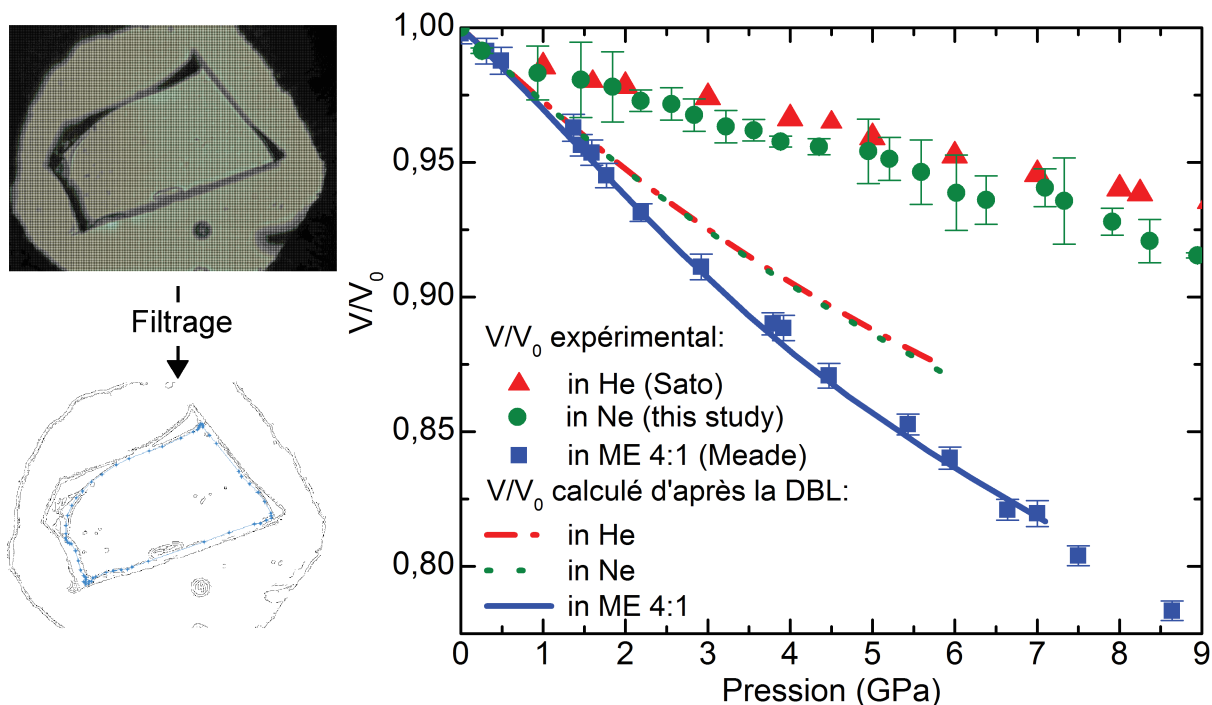 Filtrage
V/V0
1,00
0,95
0,90
0,85
0,80
V/V0 expérimental:
in He (Sato)
in Ne (this study)
in ME 4:1 (Meade)
V/V0 calculé d'après la DBL:
in He
in Ne
in ME 4:1
0 1 2 3 4 5 6 7 8 9
Pression (GPa)